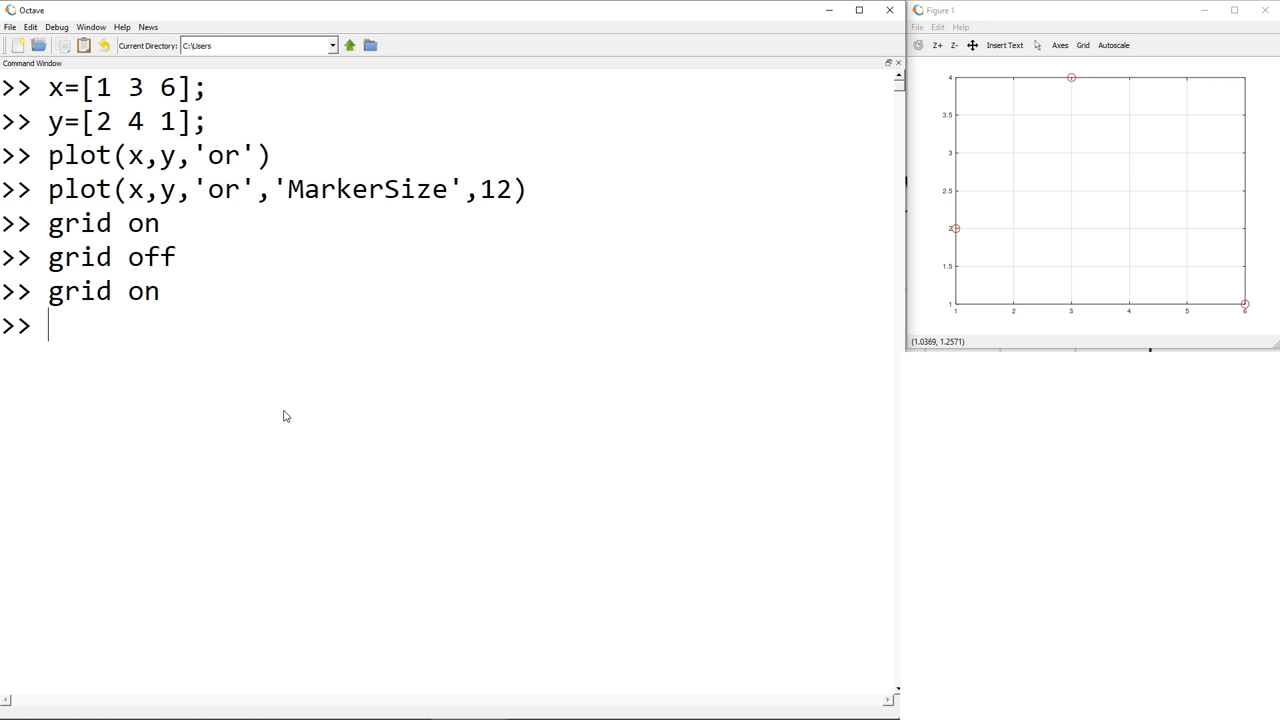 Octave
File Edit Debug Window Help News
Current Directory: C:\Users
Command Window
>> x=[1 3 6];
>> y=[2 4 1];
>> plot(x,y,'or')
>> plot(x,y,'or','MarkerSize',12)
>> grid on
>> grid off
>> grid on
>>
Figure 1
File Edit Help
Z+ Z- Insert Text Axes Grid Autoscale
4
3.5
3
2.5
2
1.5
1
1 2 3 4 5 6
(1.0369, 1.2571)